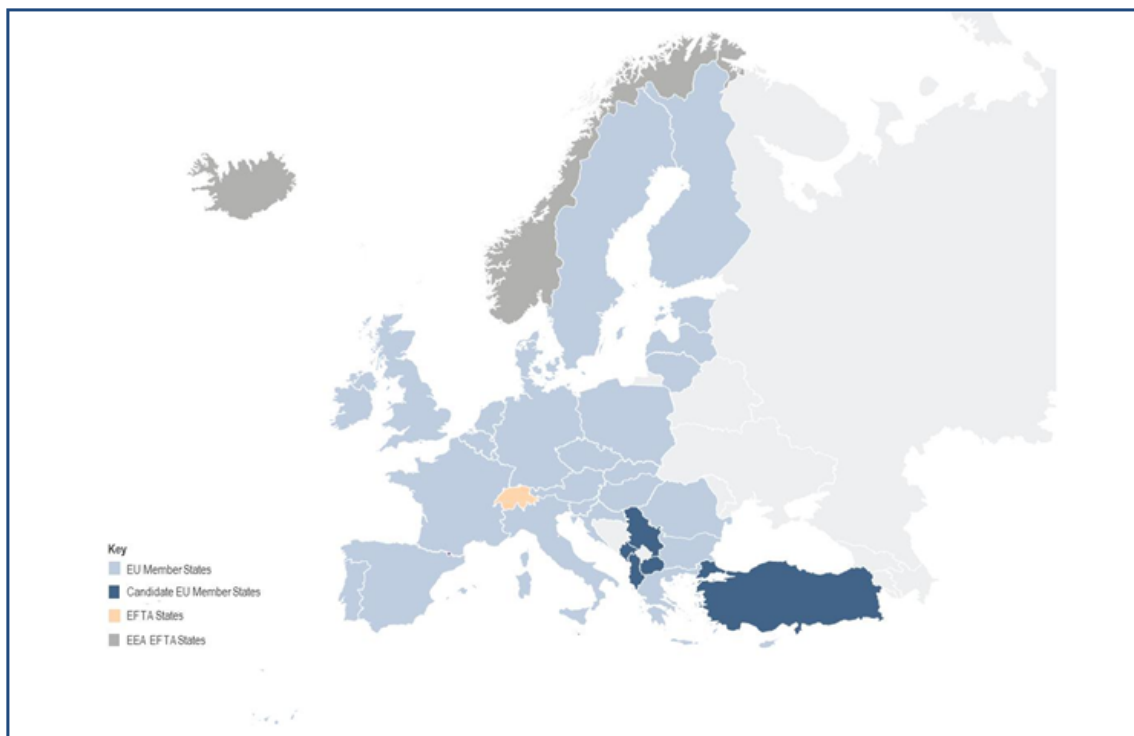 Key
EU Member States
Candidate EU Member States
EFTA States
EEA EFTA States